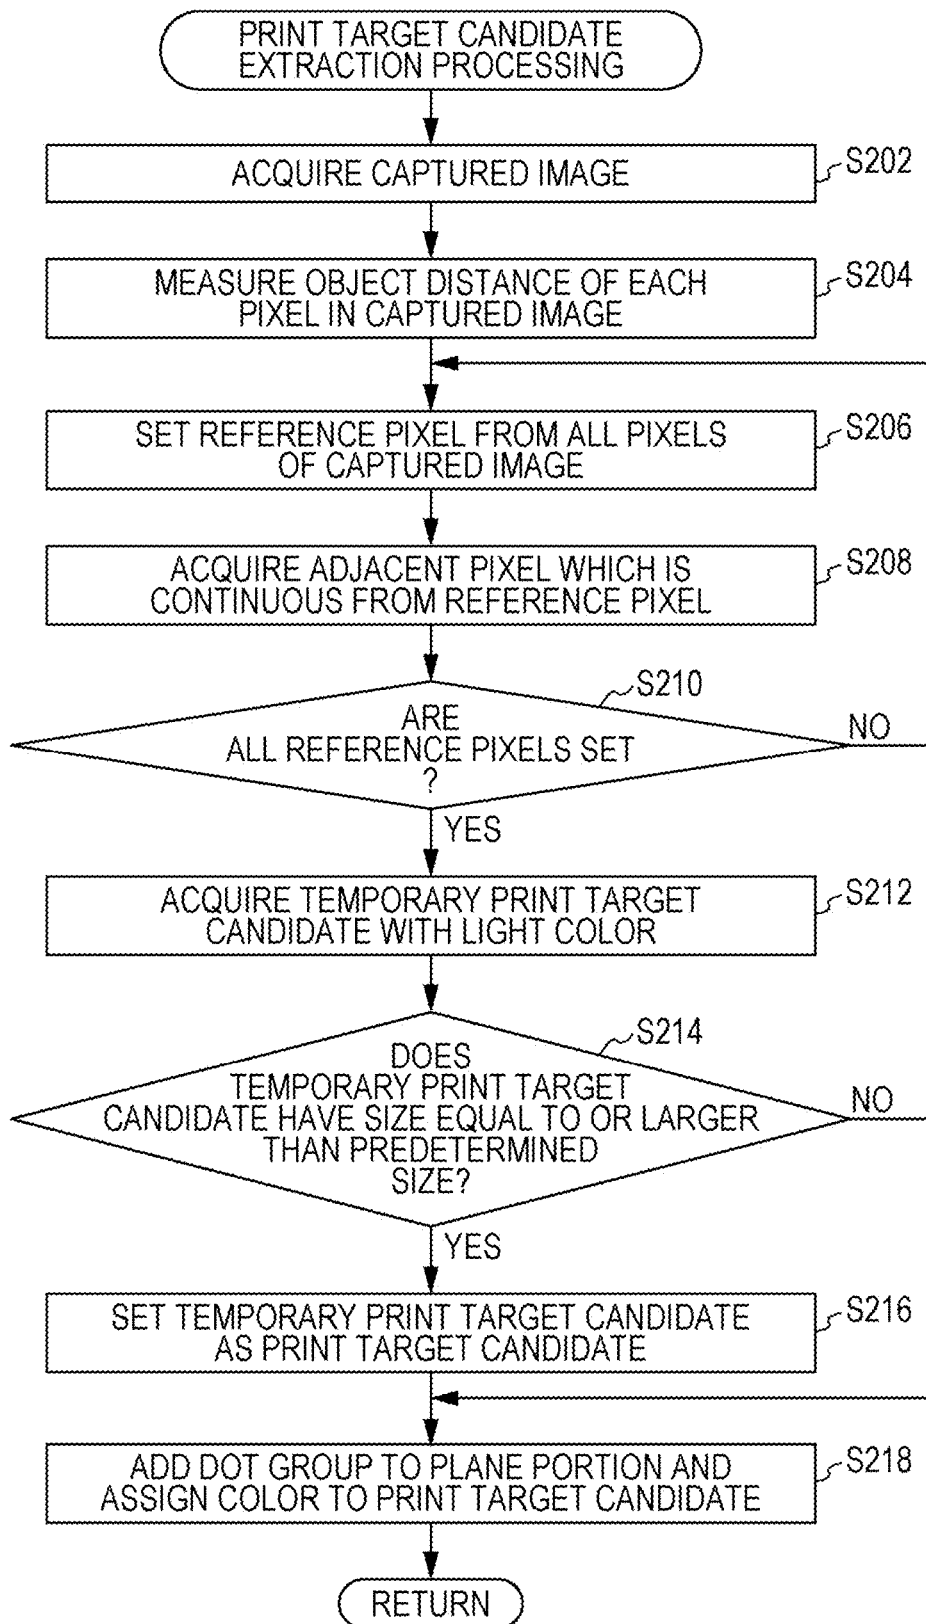 PRINT TARGET CANDIDATE
EXTRACTION PROCESSING
ACQUIRE CAPTURED IMAGE
S202
MEASURE OBJECT DISTANCE OF EACH
PIXEL IN CAPTURED IMAGE
S204
SET REFERENCE PIXEL FROM ALL PIXELS
OF CAPTURED IMAGE
S206
ACQUIRE ADJACENT PIXEL WHICH IS
CONTINUOUS FROM REFERENCE PIXEL
S208
S210
ARE
ALL REFERENCE PIXELS SET
?
NO
YES
ACQUIRE TEMPORARY PRINT TARGET
CANDIDATE WITH LIGHT COLOR
S212
S214
DOES
TEMPORARY PRINT TARGET
CANDIDATE HAVE SIZE EQUAL TO OR LARGER
THAN PREDETERMINED
SIZE?
NO
YES
SET TEMPORARY PRINT TARGET CANDIDATE
AS PRINT TARGET CANDIDATE
S216
ADD DOT GROUP TO PLANE PORTION AND
ASSIGN COLOR TO PRINT TARGET CANDIDATE
S218
RETURN